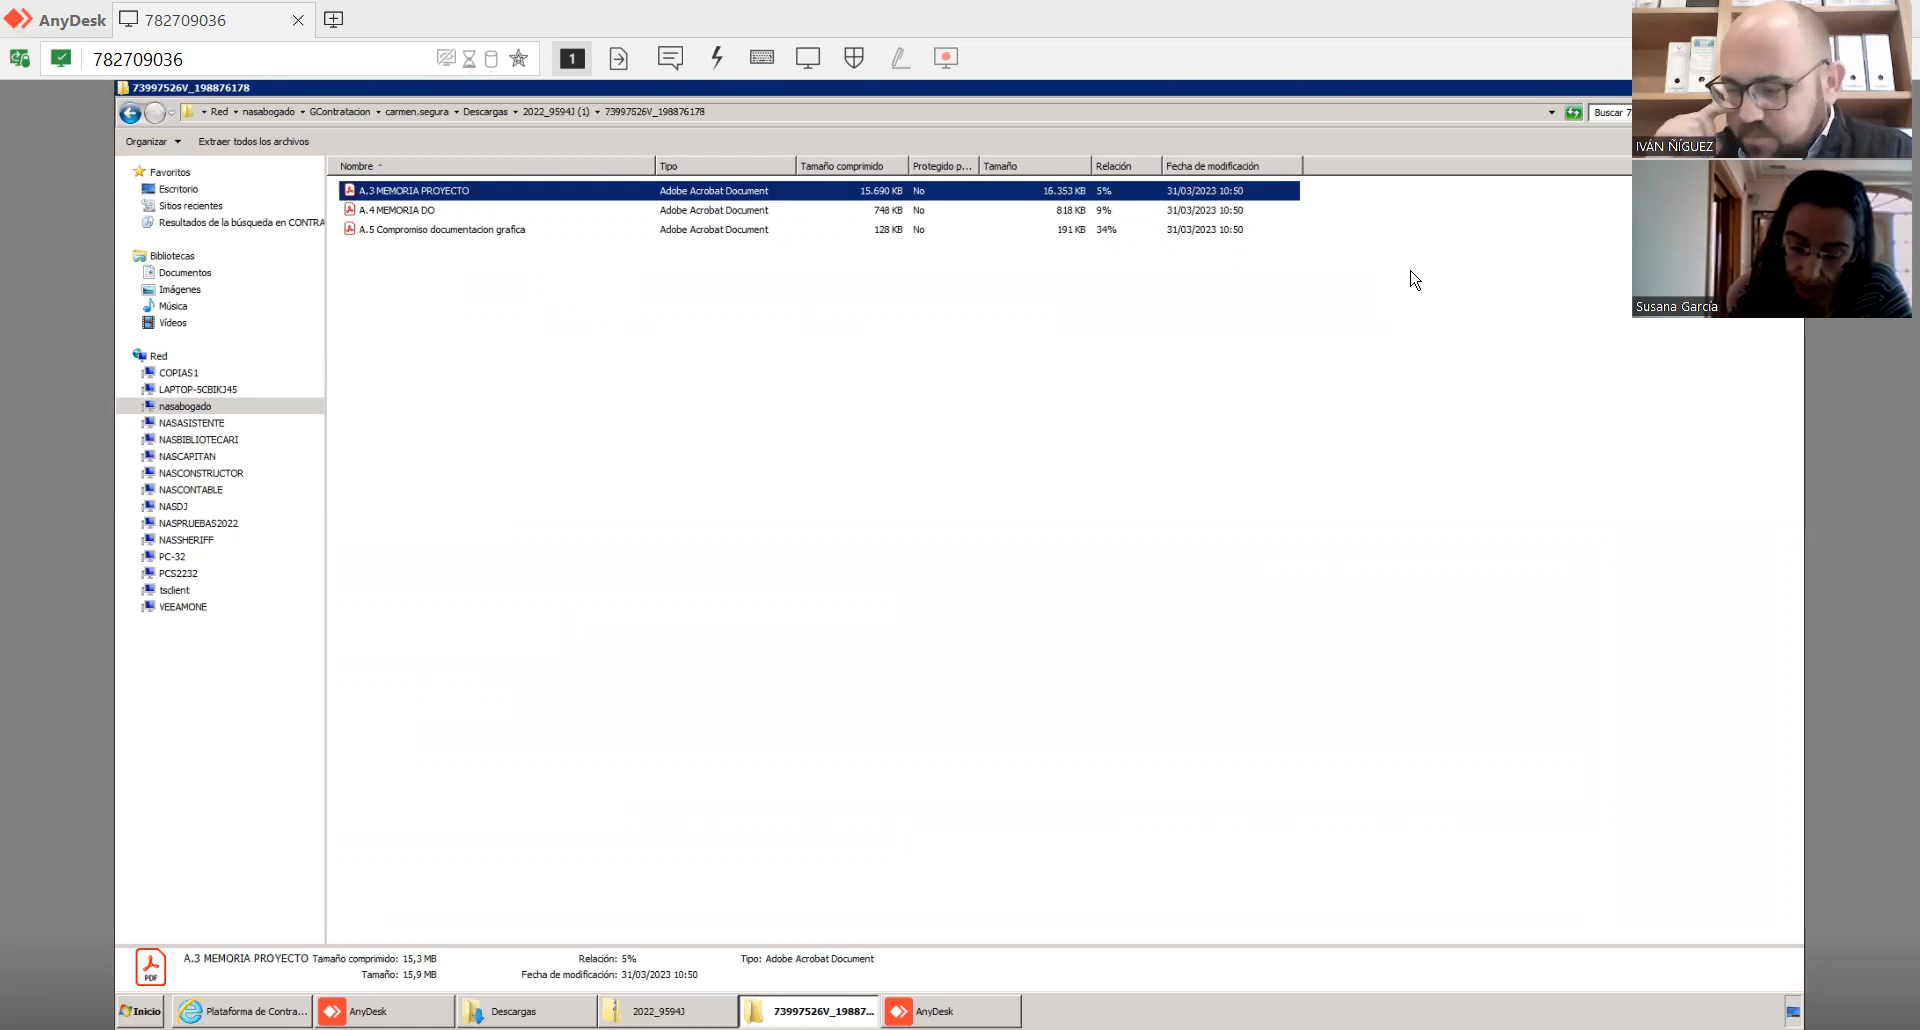 AnyDesk 782709036
782709036
1
73997526V_198876178
Red nasabogado GContratacion carmen.segura Descargas 2022_9594J (1) 73997526V_198876178
Buscar 7
Organizar Extraer todos los archivos
Favoritos
Escritorio
Sitios recientes
Resultados de la búsqueda en CONTRA
Bibliotecas
Documentos
Imágenes
Música
Vídeos
Red
COPIAS1
LAPTOP-5CBIKJ45
nasabogado
NASASISTENTE
NASBIBLIOTECARI
NASCAPITAN
NASCONSTRUCTOR
NASCONTABLE
NASDJ
NASPRUEBAS2022
NASSHERIFF
PC-32
PCS2232
tsclient
VEEAMONE
Nombre Tipo Tamaño comprimido Protegido p... Tamaño Relación Fecha de modificación
A.3 MEMORIA PROYECTO Adobe Acrobat Document 15.690 KB No 16.353 KB 5% 31/03/2023 10:50
A.4 MEMORIA DO Adobe Acrobat Document 748 KB No 818 KB 9% 31/03/2023 10:50
A.5 Compromiso documentacion grafica Adobe Acrobat Document 128 KB No 191 KB 34% 31/03/2023 10:50
IVÁN ÑÍGUEZ
Susana García
PDF
A.3 MEMORIA PROYECTO Tamaño comprimido: 15,3 MB Relación: 5% Tipo: Adobe Acrobat Document
Tamaño: 15,9 MB Fecha de modificación: 31/03/2023 10:50
Inicio Plataforma de Contra... AnyDesk Descargas 2022_9594J 73997526V_19887... AnyDesk